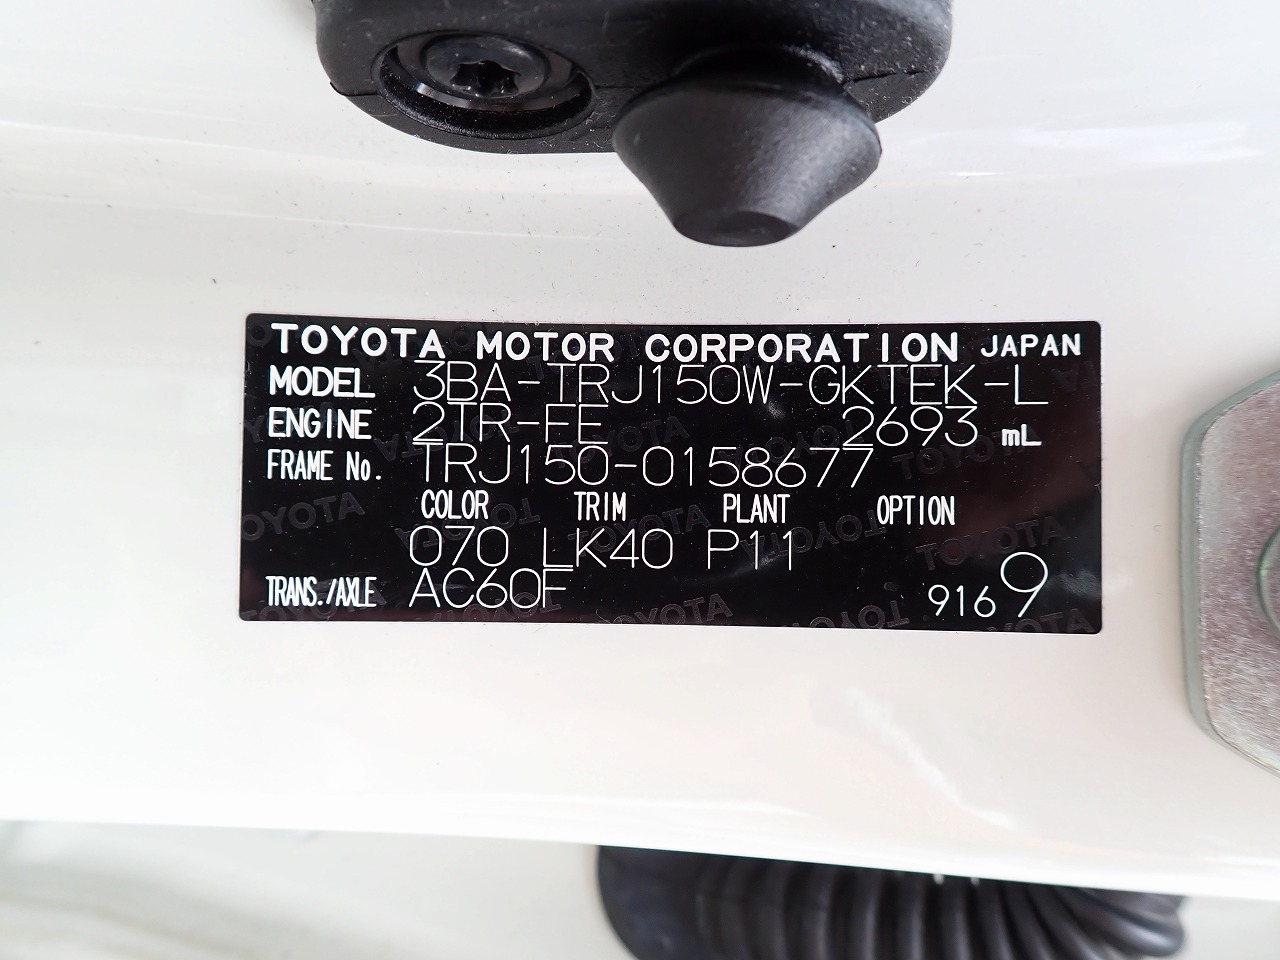 TOYOTA MOTOR CORPORATION JAPAN
MODEL 3BA-TRJ150W-GKTEK-L
ENGINE 2TR-FE 2693 mL
FRAME No. TRJ150-0158677
COLOR TRIM PLANT OPTION
070 LK40 P11
TRANS./AXLE AC60F 9169